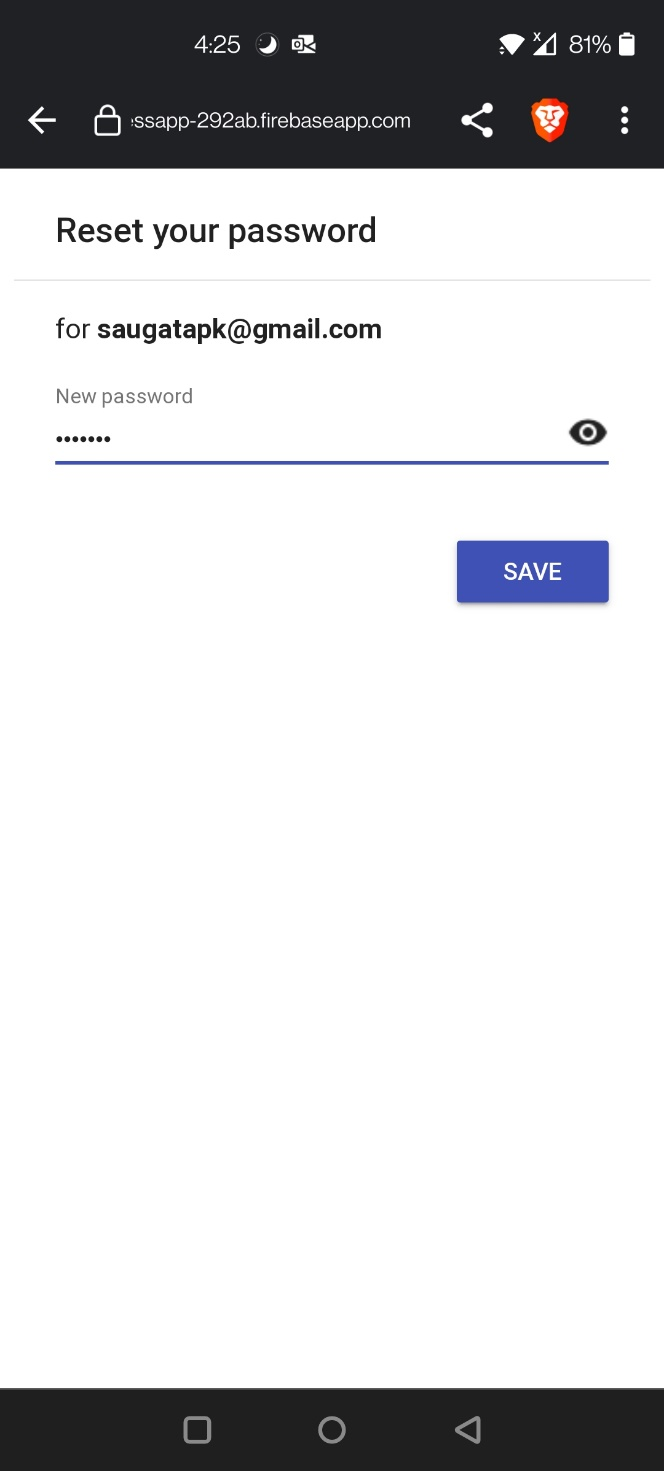 4:25
81%
ssapp-292ab.firebaseapp.com
Reset your password
for saugatapk@gmail.com
New password
•••••••
SAVE